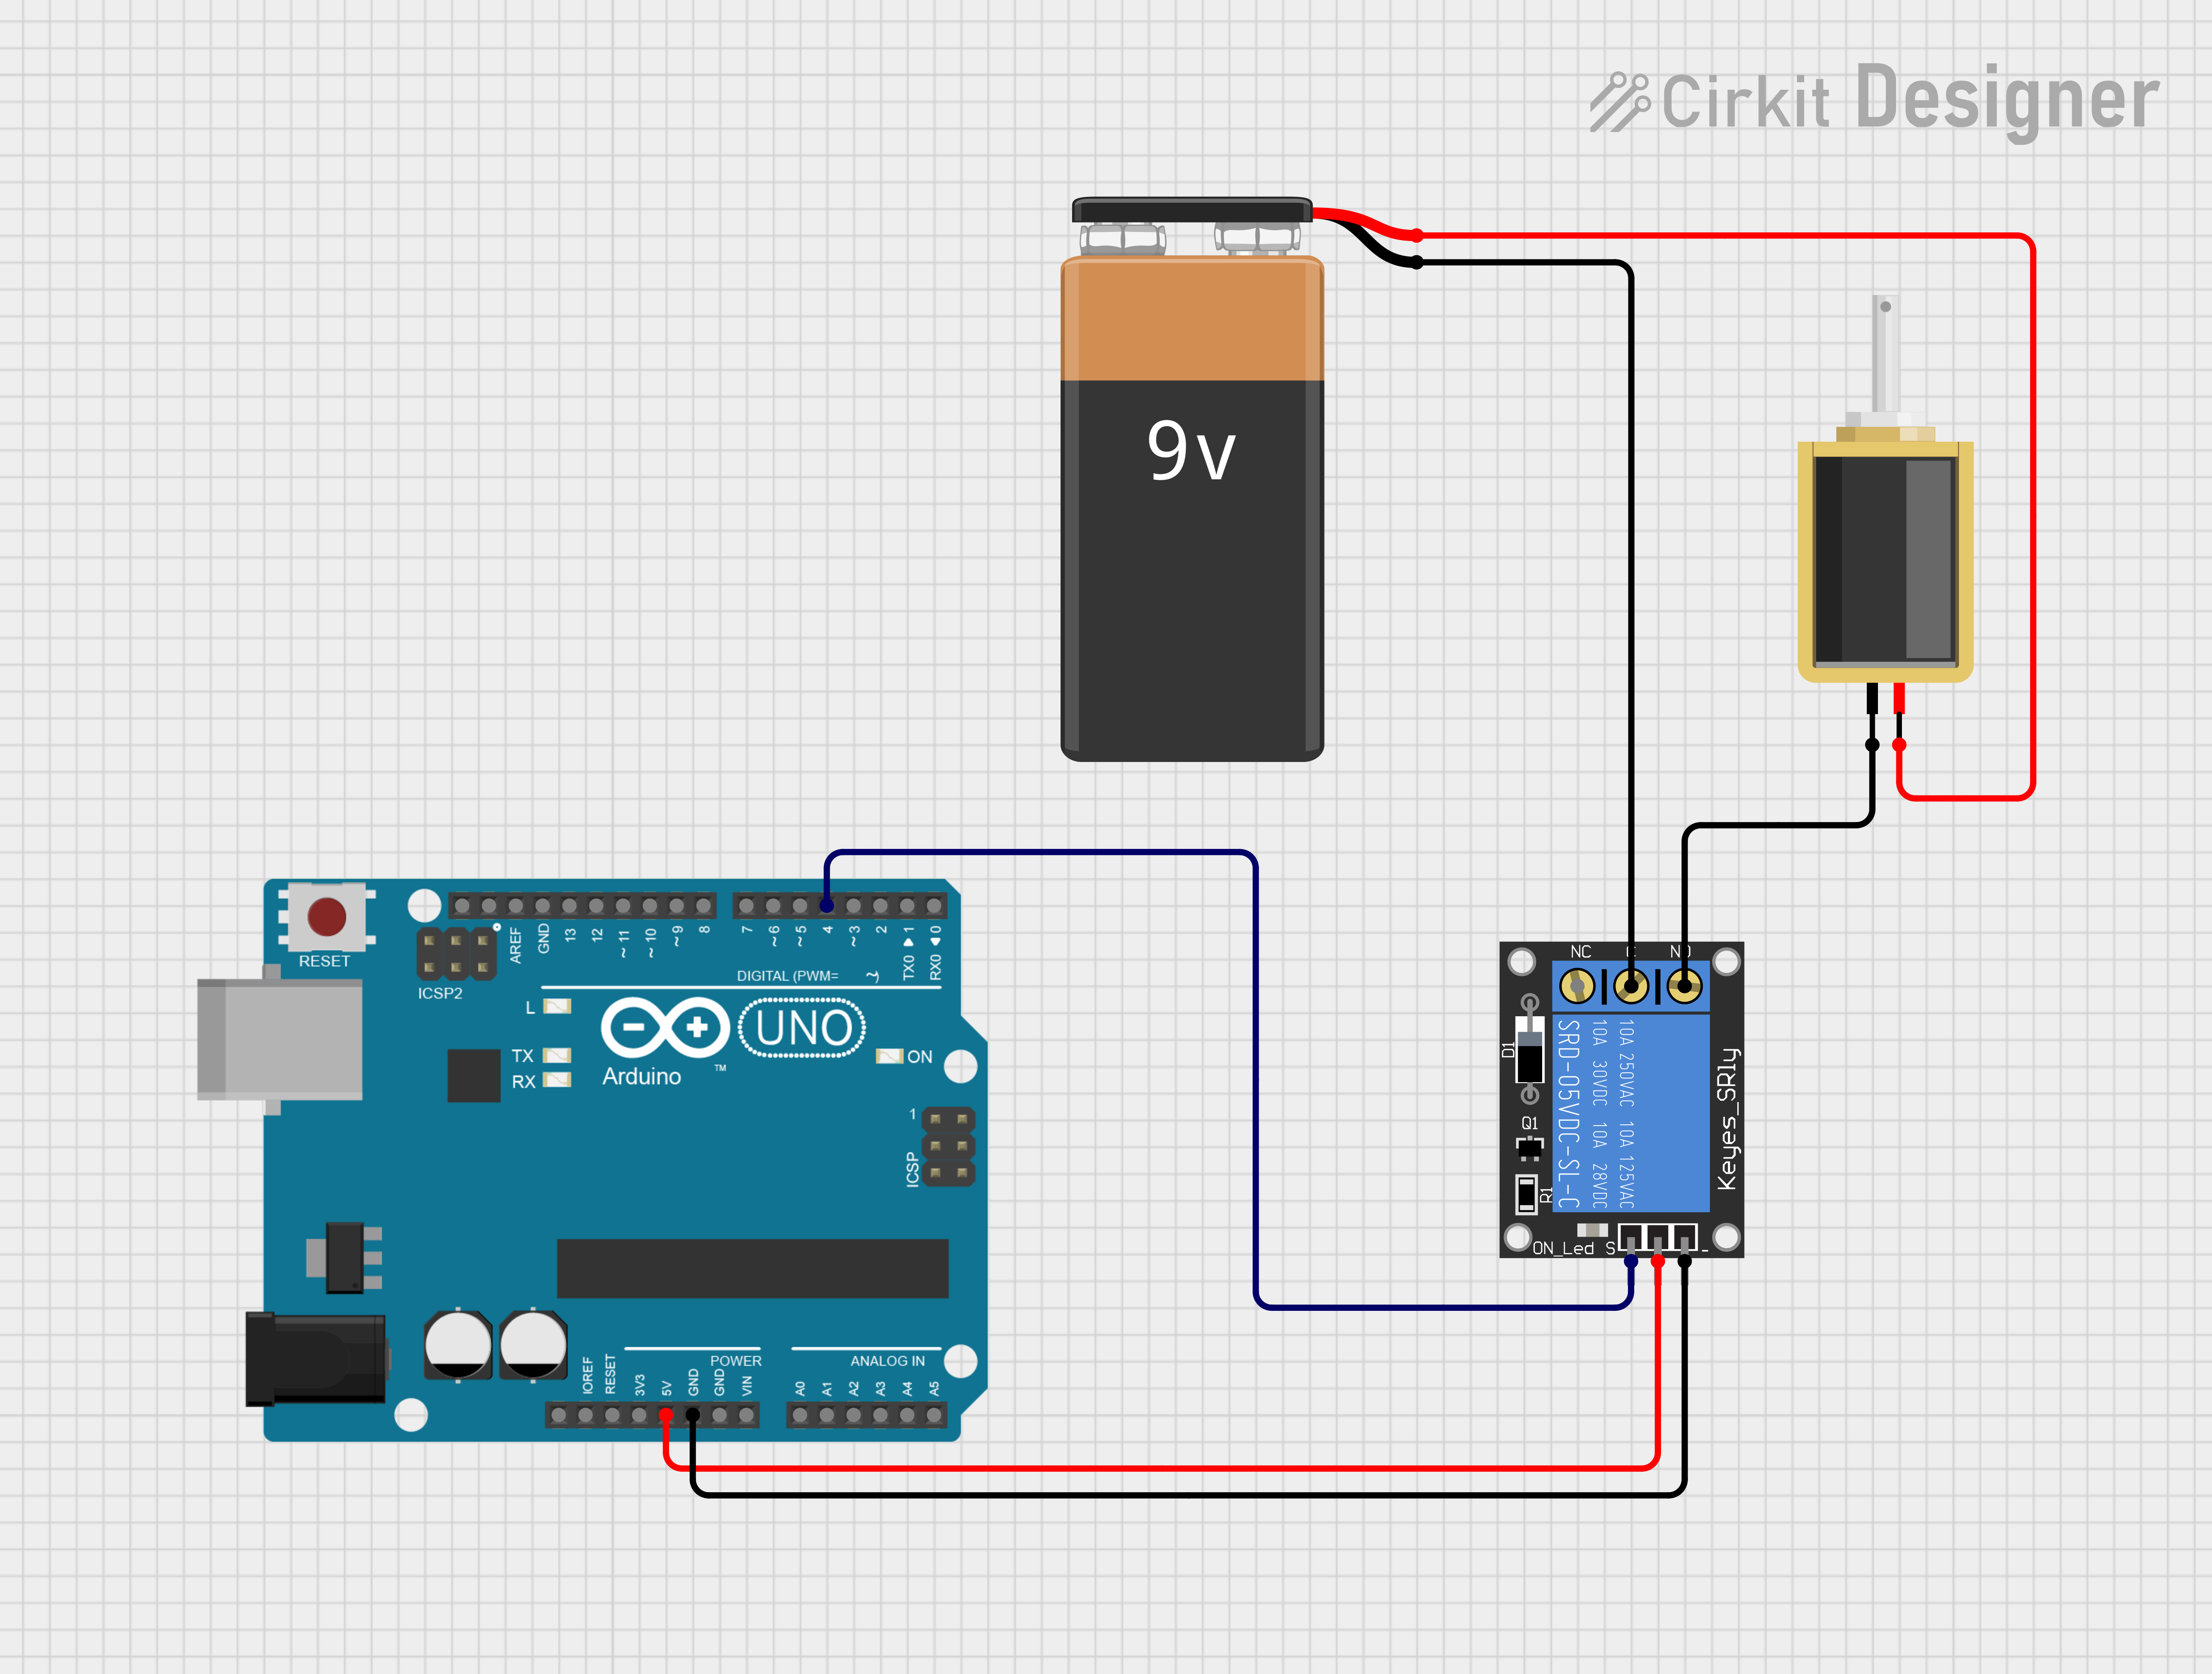 Cirkit Designer
9v
RESET
ICSP2
AREF
GND
13
12
~11
~10
~9
8
7
~6
~5
4
~3
2
TX0 ▶ 1
RX0 ◀ 0
DIGITAL (PWM= ~)
L
TX
RX
UNO
Arduino
™
ON
1
ICSP
IOREF
RESET
3V3
5V
GND
GND
VIN
POWER
ANALOG IN
A0
A1
A2
A3
A4
A5
NC
D1
Q1
R1
SRD-05VDC-SL-C
10A 30VDC 10A 28VDC
10A 250VAC 10A 125VAC
Keyes_SRly
ON_Led
S
-